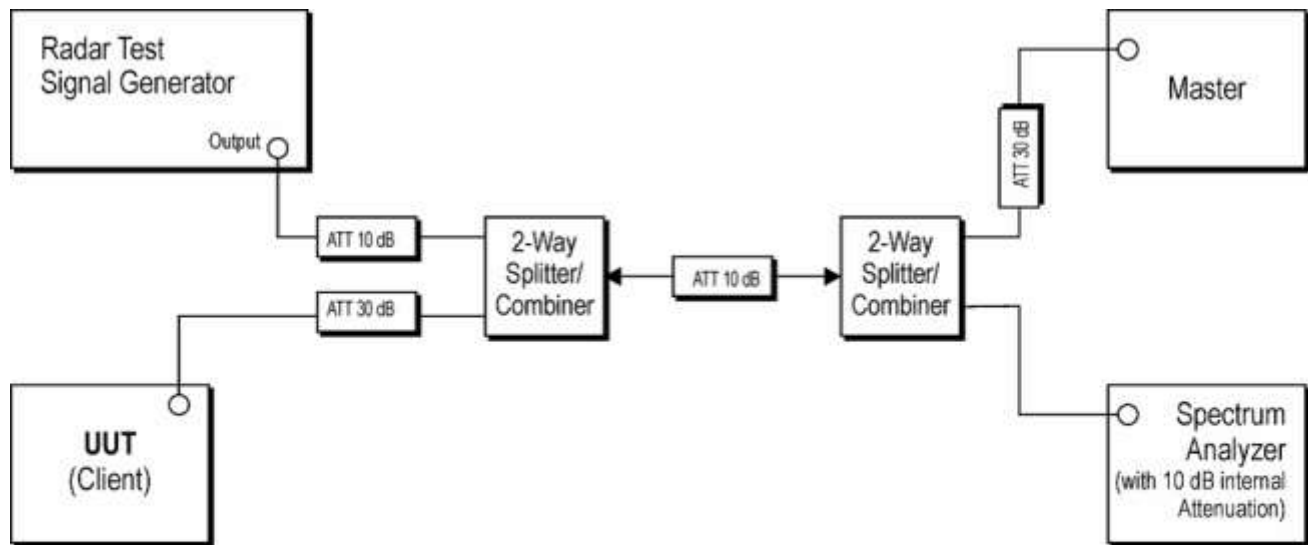 Radar Test
Signal Generator
Output
Master
ATT 30 dB
ATT 10 dB
2-Way
Splitter/
Combiner
ATT 10 dB
2-Way
Splitter/
Combiner
ATT 30 dB
UUT
(Client)
Spectrum
Analyzer
(with 10 dB internal
Attenuation)